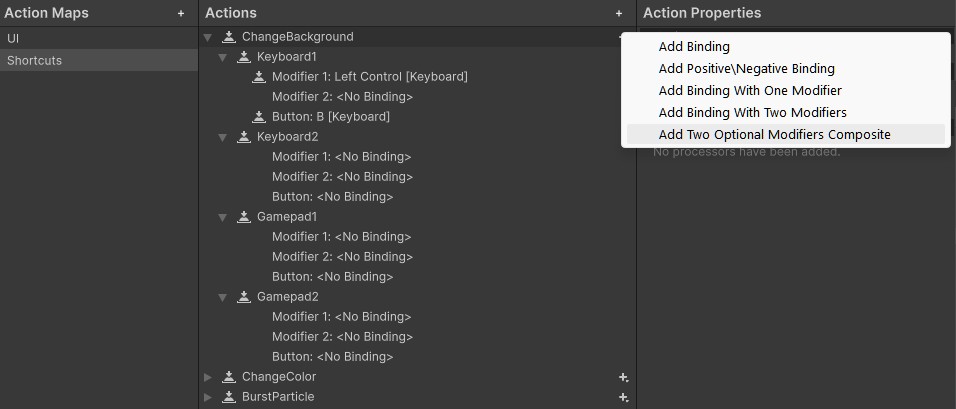 Action Maps +
UI
Shortcuts
Actions +
ChangeBackground
Keyboard1
Modifier 1: Left Control [Keyboard]
Modifier 2: <No Binding>
Button: B [Keyboard]
Keyboard2
Modifier 1: <No Binding>
Modifier 2: <No Binding>
Button: <No Binding>
Gamepad1
Modifier 1: <No Binding>
Modifier 2: <No Binding>
Button: <No Binding>
Gamepad2
Modifier 1: <No Binding>
Modifier 2: <No Binding>
Button: <No Binding>
ChangeColor +
BurstParticle +
Action Properties
Add Binding
Add Positive\Negative Binding
Add Binding With One Modifier
Add Binding With Two Modifiers
Add Two Optional Modifiers Composite
No processors have been added.